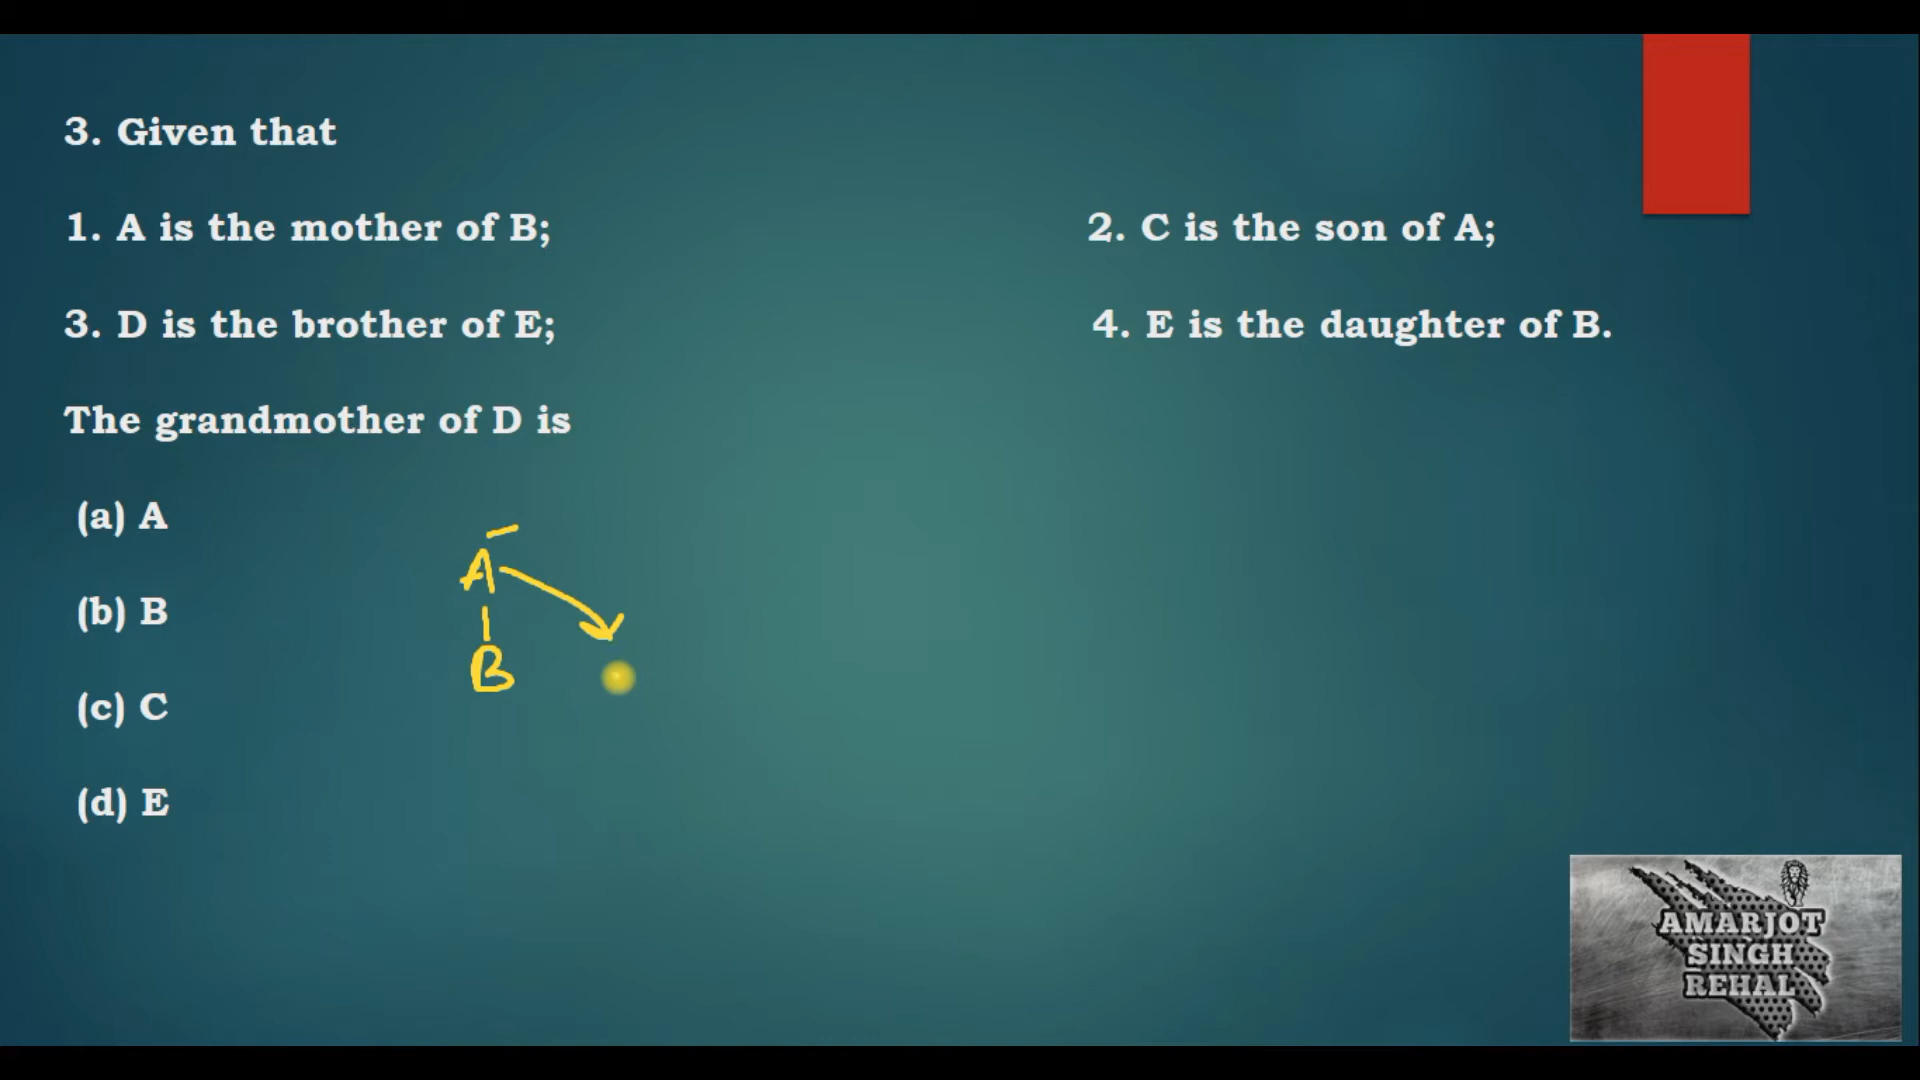 3. Given that
1. A is the mother of B; 2. C is the son of A;
3. D is the brother of E; 4. E is the daughter of B.
The grandmother of D is
(a) A
(b) B
(c) C
(d) E
A
B
AMARJOT
SINGH
REHAL